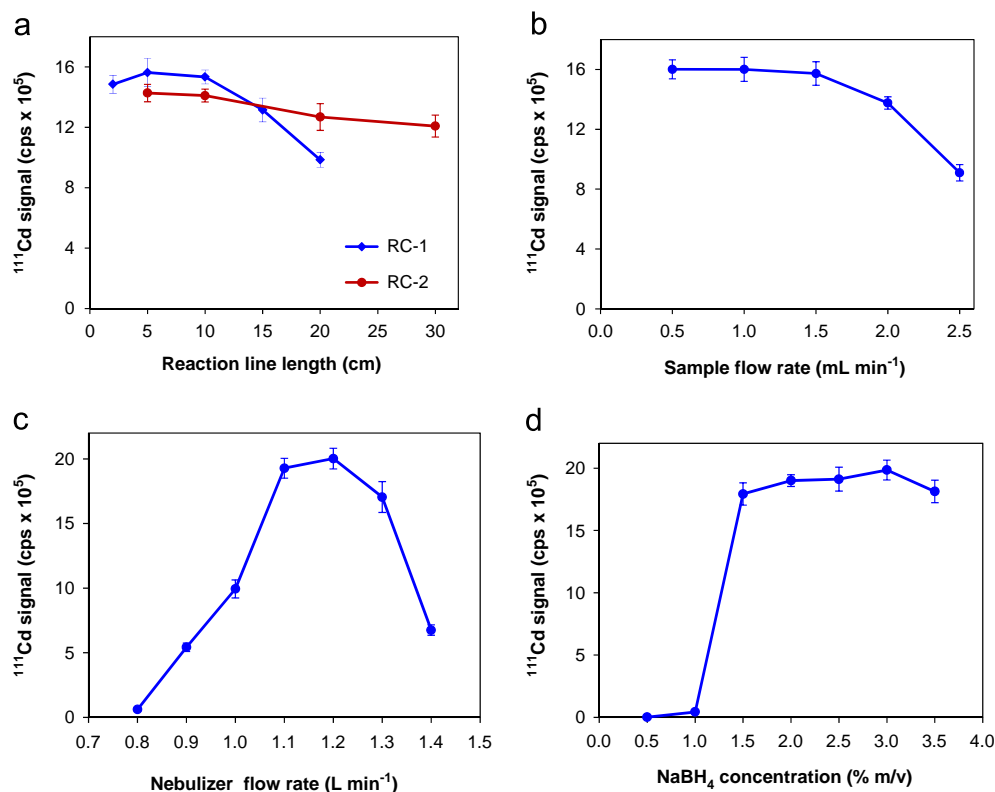 a
¹¹¹Cd signal (cps x 10⁵)
16
12
8
4
0
RC-1
RC-2
0 5 10 15 20 25 30
Reaction line length (cm)
b
¹¹¹Cd signal (cps x 10⁵)
16
12
8
4
0
0.0 0.5 1.0 1.5 2.0 2.5
Sample flow rate (mL min⁻¹)
c
¹¹¹Cd signal (cps x 10⁵)
20
15
10
5
0
0.7 0.8 0.9 1.0 1.1 1.2 1.3 1.4 1.5
Nebulizer flow rate (L min⁻¹)
d
¹¹¹Cd signal (cps x 10⁵)
20
15
10
5
0
0.0 0.5 1.0 1.5 2.0 2.5 3.0 3.5 4.0
NaBH₄ concentration (% m/v)